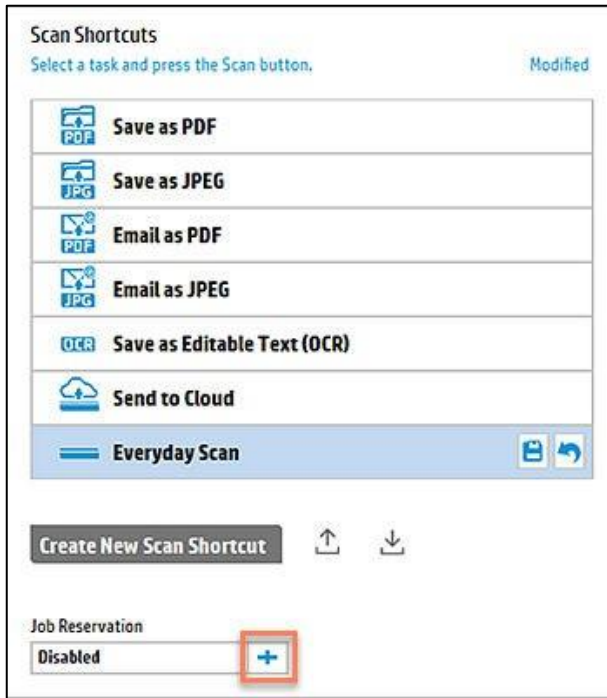 Scan Shortcuts
Select a task and press the Scan button. Modified
PDF Save as PDF
JPG Save as JPEG
PDF Email as PDF
JPG Email as JPEG
OCR Save as Editable Text (OCR)
Send to Cloud
Everyday Scan
Create New Scan Shortcut
Job Reservation
Disabled